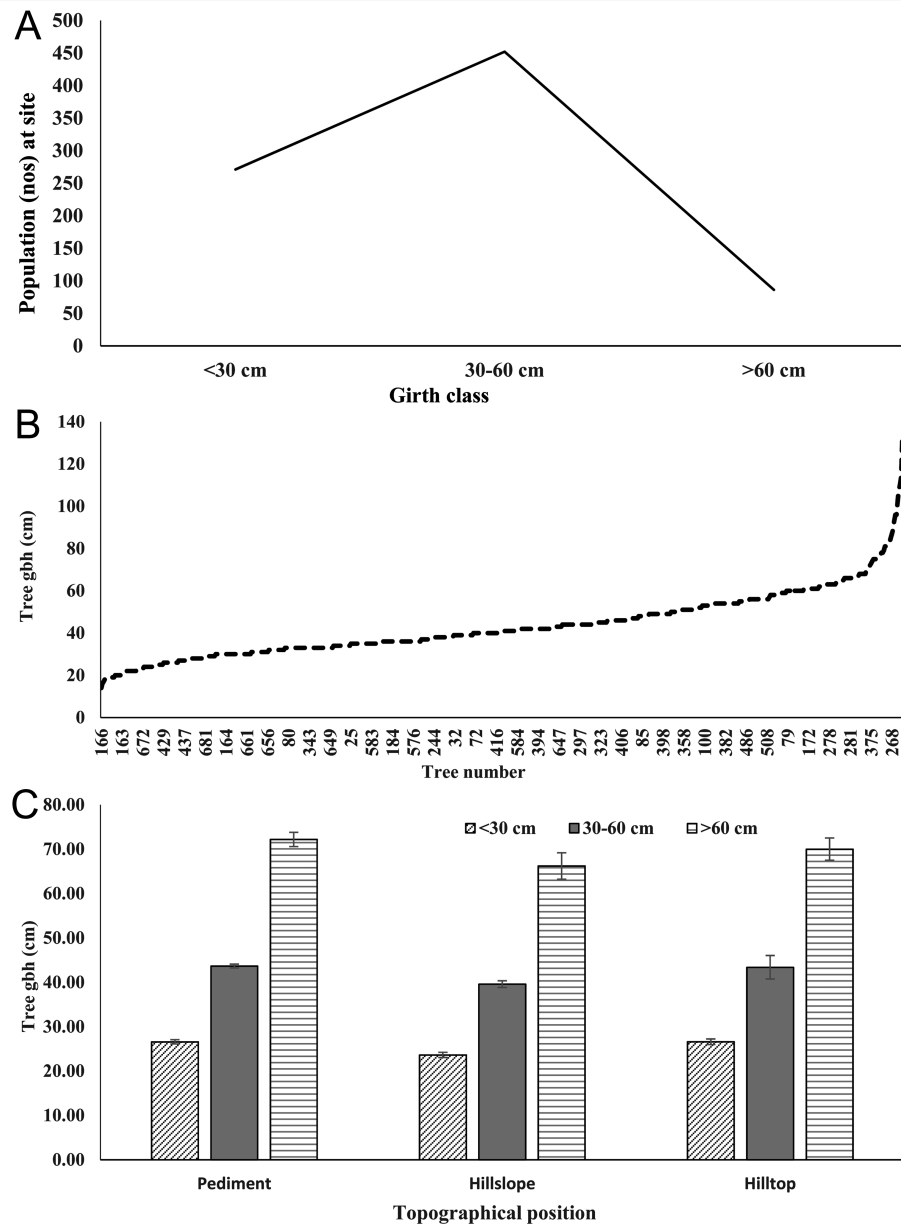 A
Population (nos) at site
500
450
400
350
300
250
200
150
100
50
0
<30 cm 30-60 cm >60 cm
Girth class
B
Tree gbh (cm)
140
120
100
80
60
40
20
0
166 163 672 429 437 681 164 661 656 80 343 649 25 583 184 576 244 32 72 416 584 394 647 297 323 406 85 398 358 100 382 486 508 79 172 278 281 375 268
Tree number
C
Tree gbh (cm)
80.00
70.00
60.00
50.00
40.00
30.00
20.00
10.00
0.00
<30 cm 30-60 cm >60 cm
Pediment Hillslope Hilltop
Topographical position